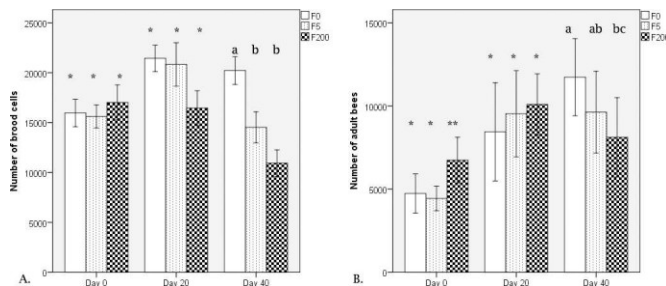 F0
F5
F200
* * *
* * *
a b b
Number of brood cells
25000
20000
15000
10000
5000
0
Day 0 Day 20 Day 40
A.
F0
F5
F200
* * **
* * *
a ab bc
Number of adult bees
15000
10000
5000
0
Day 0 Day 20 Day 40
B.